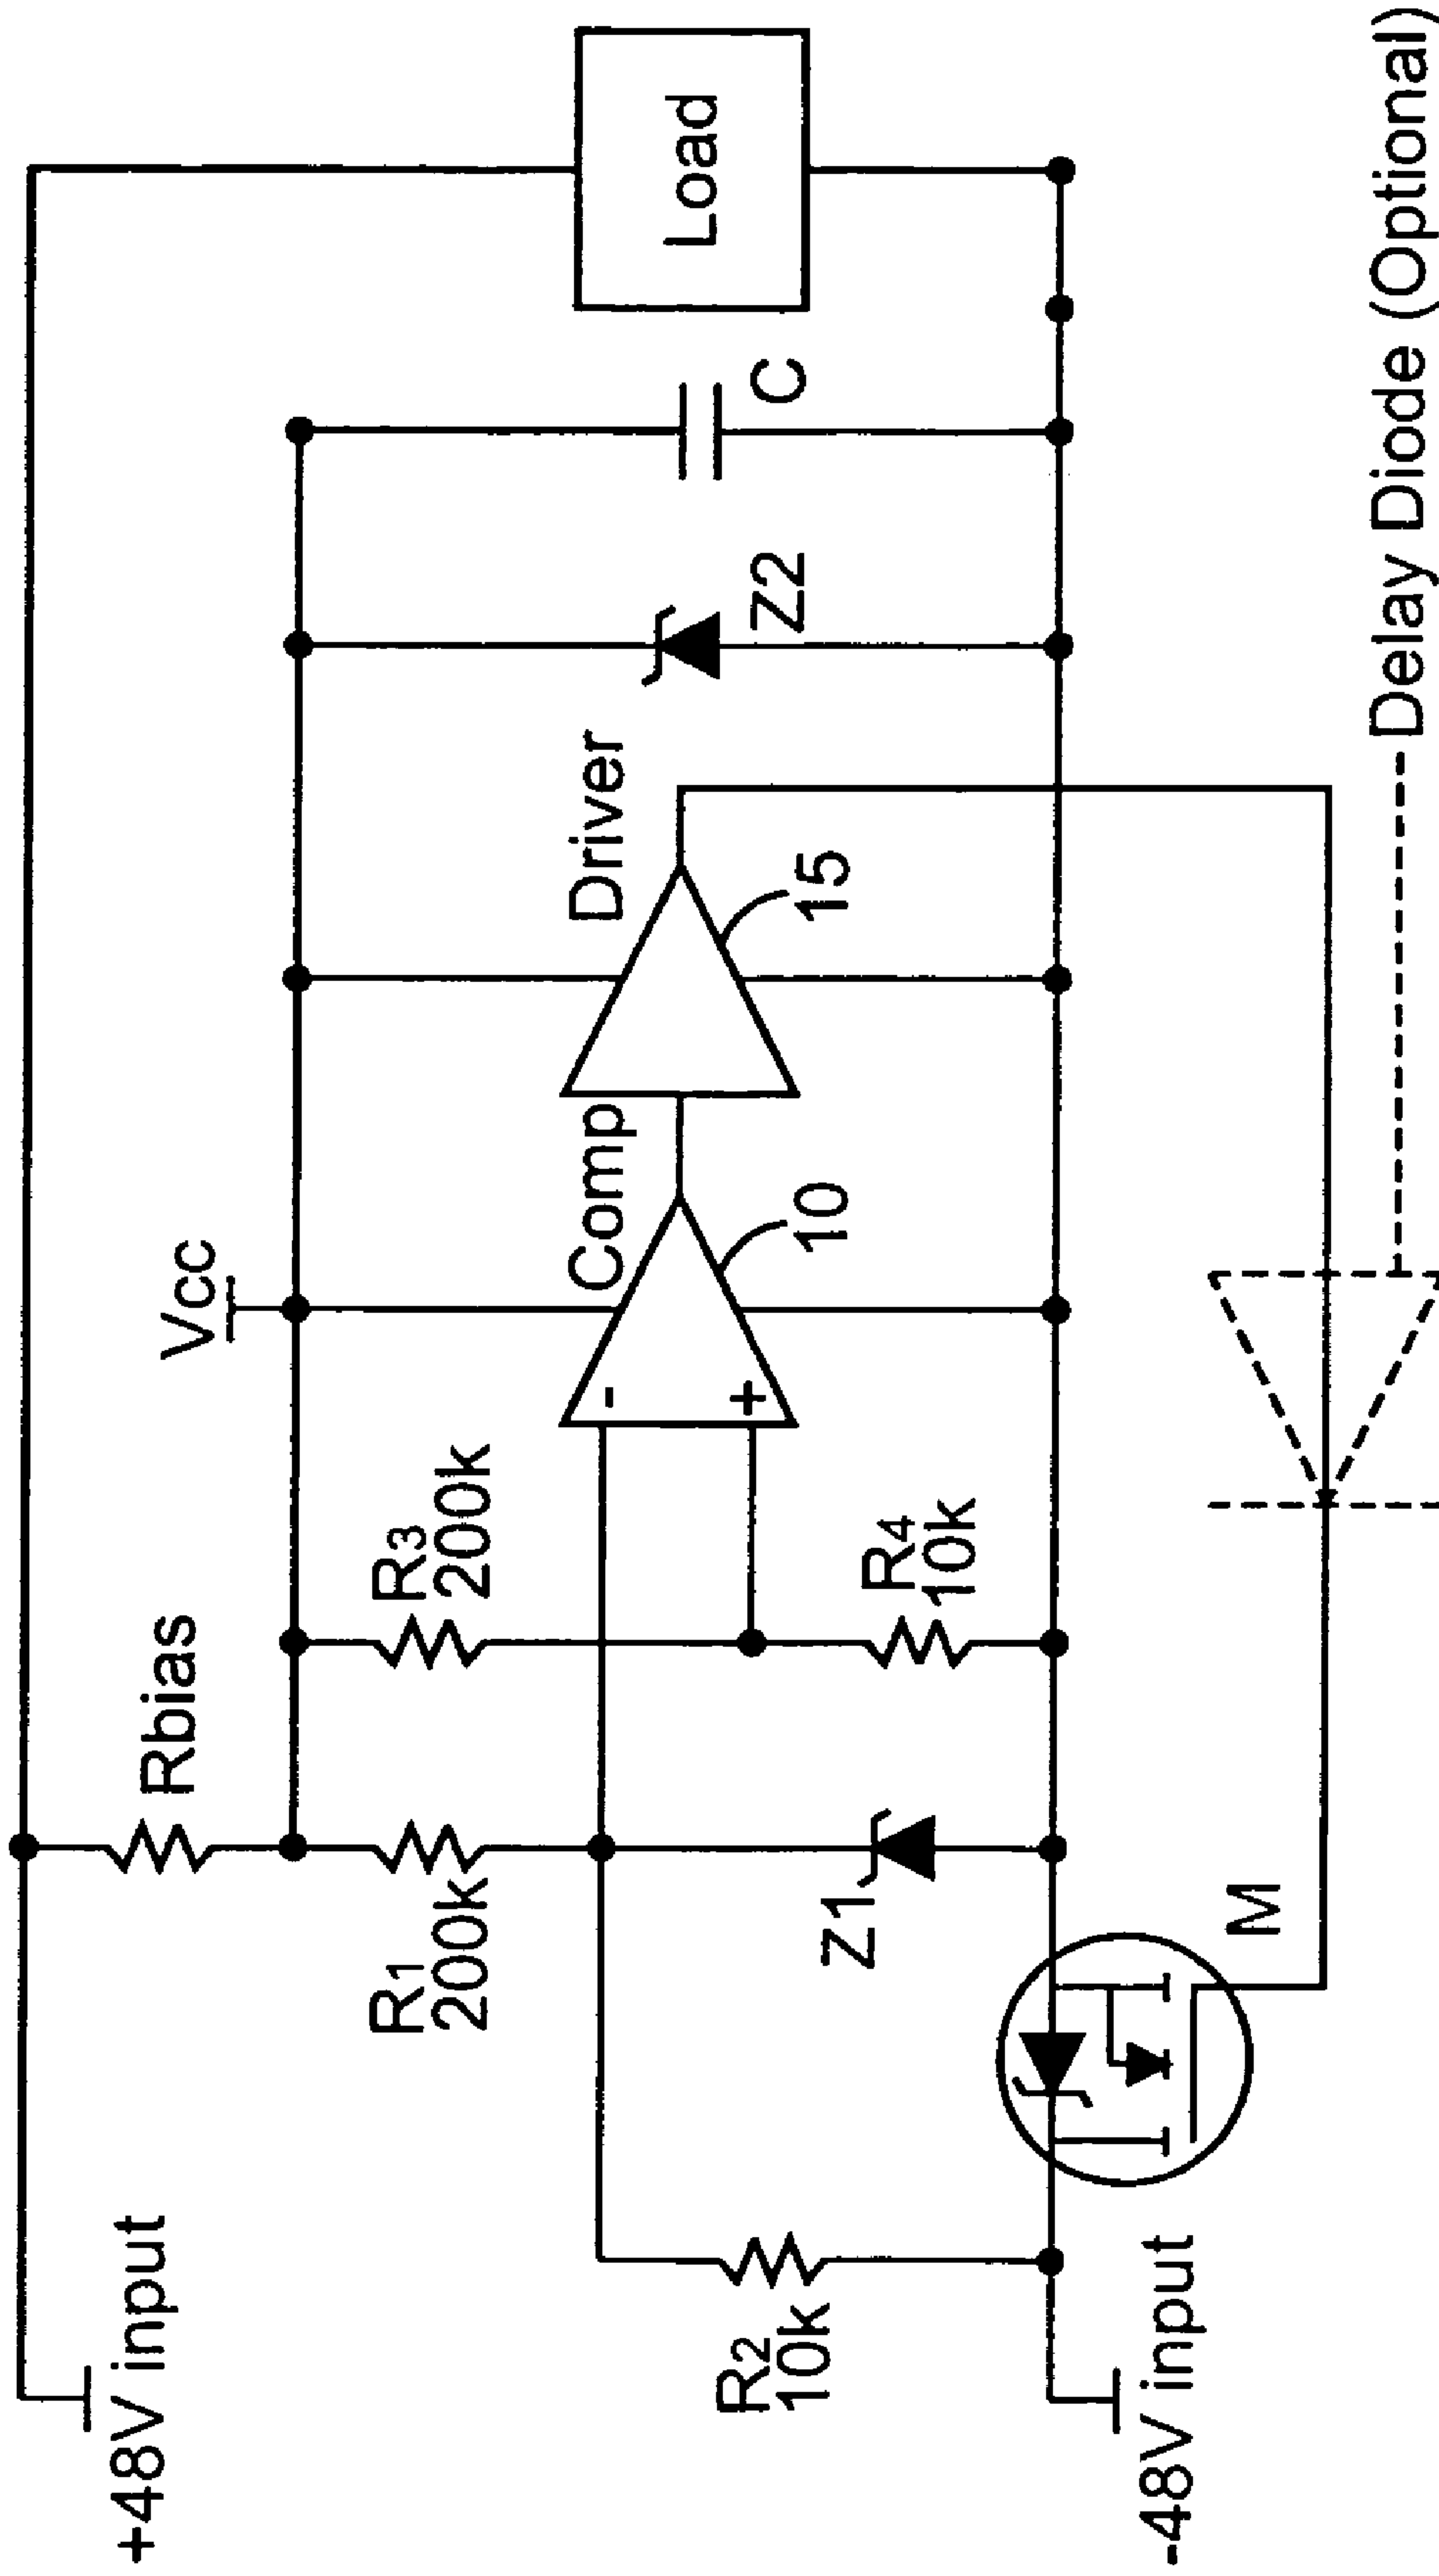 +48V input
Rbias
Vcc
R1
200k
R3
200k
Comp
-
+
10
Driver
15
Z2
C
Load
R2
10k
Z1
R4
10k
-48V input
M
Delay Diode (Optional)